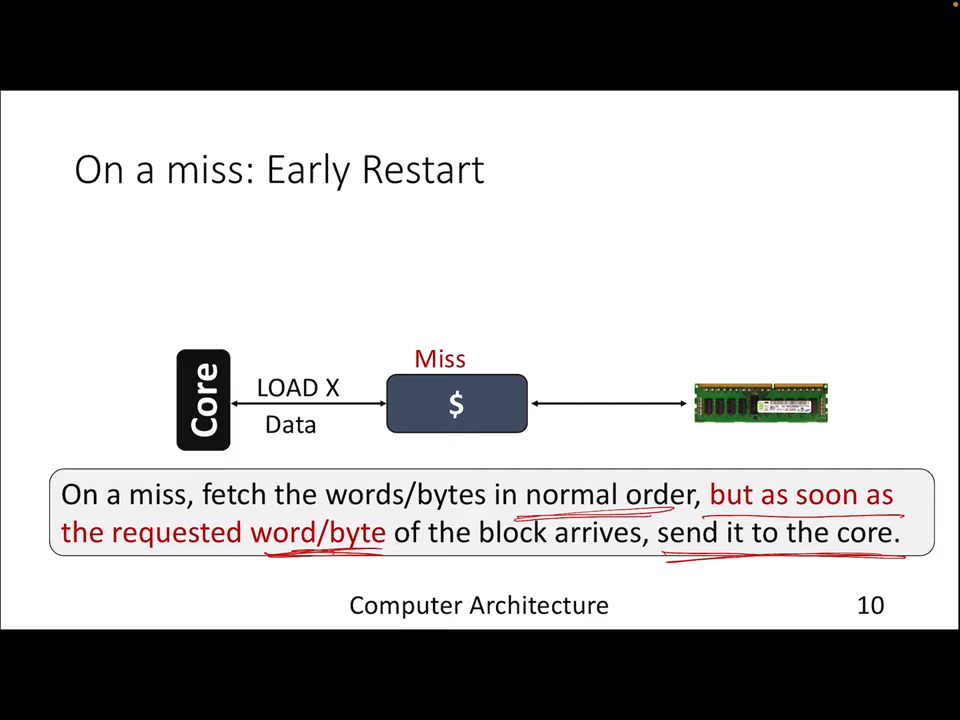 On a miss: Early Restart
Miss
Core
LOAD X
$
Data
On a miss, fetch the words/bytes in normal order, but as soon as
the requested word/byte of the block arrives, send it to the core.
Computer Architecture
10